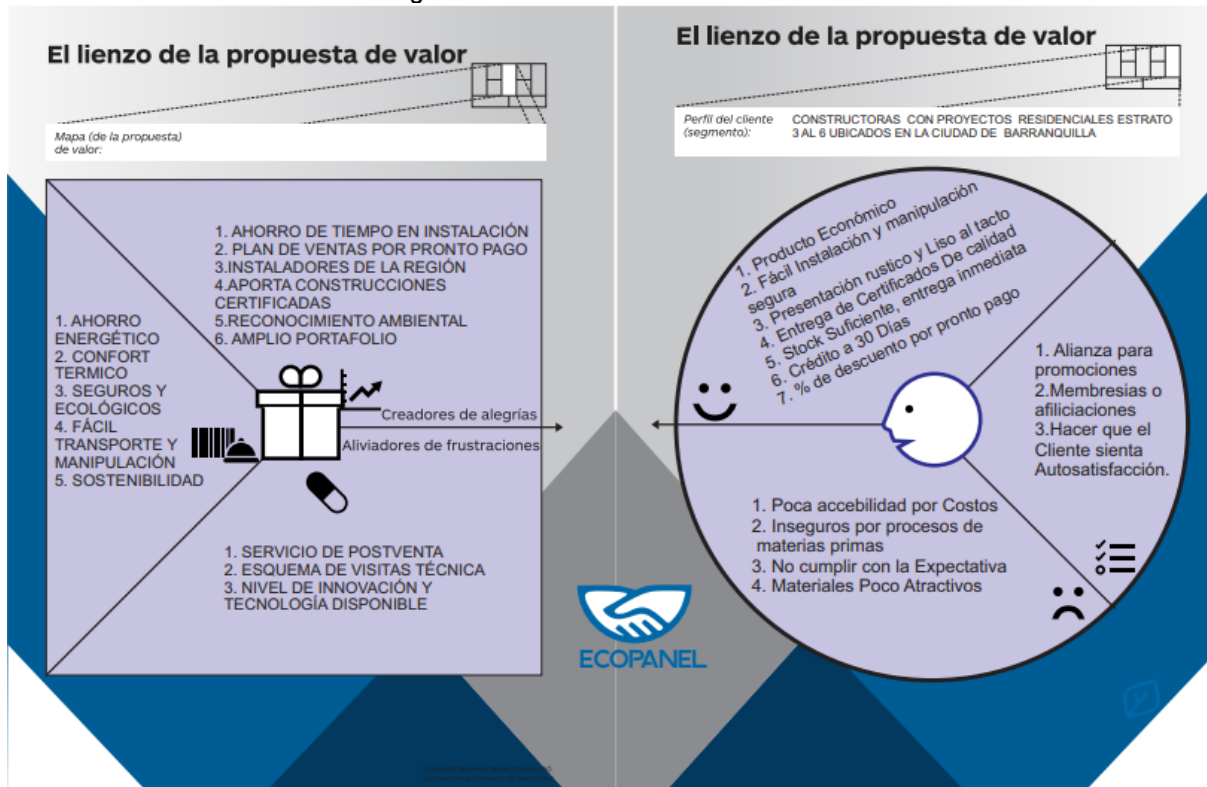 El lienzo de la propuesta de valor
Mapa (de la propuesta)
de valor:
1. AHORRO DE TIEMPO EN INSTALACIÓN
2. PLAN DE VENTAS POR PRONTO PAGO
3.INSTALADORES DE LA REGIÓN
4.APORTA CONSTRUCCIONES
CERTIFICADAS
5.RECONOCIMIENTO AMBIENTAL
6. AMPLIO PORTAFOLIO
1. AHORRO
ENERGÉTICO
2. CONFORT
TERMICO
3. SEGUROS Y
ECOLÓGICOS
4. FÁCIL
TRANSPORTE Y
MANIPULACIÓN
5. SOSTENIBILIDAD
Creadores de alegrías
Aliviadores de frustraciones
1. SERVICIO DE POSTVENTA
2. ESQUEMA DE VISITAS TÉCNICA
3. NIVEL DE INNOVACIÓN Y
TECNOLOGÍA DISPONIBLE
ECOPANEL
El lienzo de la propuesta de valor
Perfil del cliente
(segmento):
CONSTRUCTORAS CON PROYECTOS RESIDENCIALES ESTRATO
3 AL 6 UBICADOS EN LA CIUDAD DE BARRANQUILLA
1. Producto Económico
2. Fácil Instalación y manipulación
segura
3. Presentación rustico y Liso al tacto
4. Entrega de Certificados De calidad
5. Stock Suficiente, entrega inmediata
6. Crédito a 30 Días
7. % de descuento por pronto pago
1. Alianza para
promociones
2.Membresias o
afiliciaciones
3.Hacer que el
Cliente sienta
Autosatisfacción.
1. Poca accebilidad por Costos
2. Inseguros por procesos de
materias primas
3. No cumplir con la Expectativa
4. Materiales Poco Atractivos